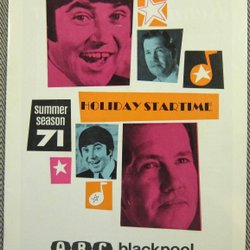 HOLIDAY STARTIME
summer
season
71
ABC blackpool